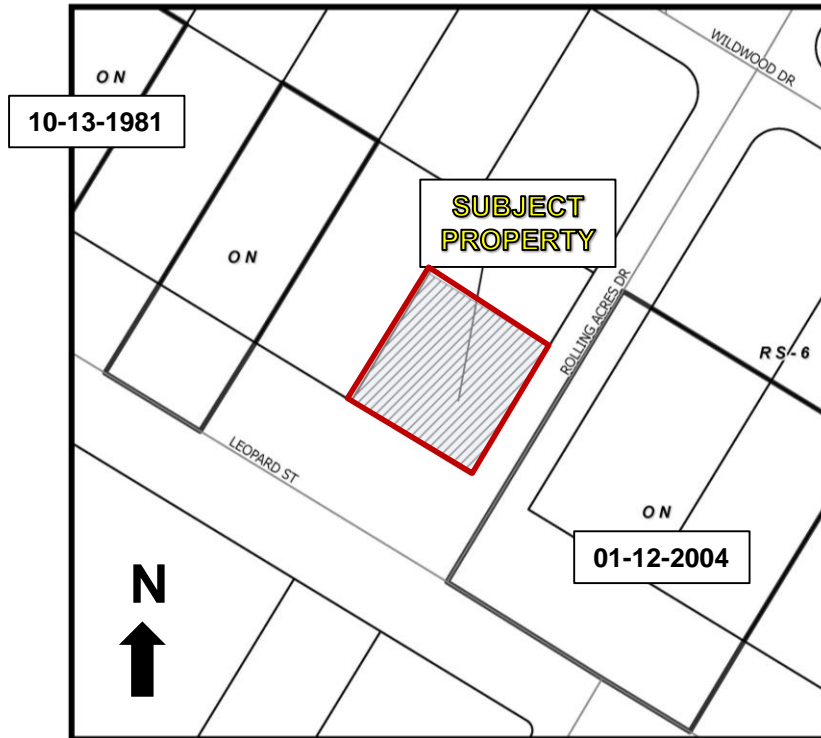 WILDWOOD DR
ON
10-13-1981
SUBJECT
PROPERTY
ON
ROLLING ACRES DR
RS-6
LEOPARD ST
ON
01-12-2004
N